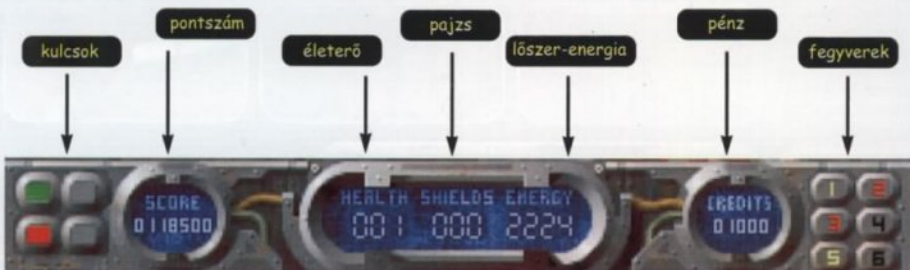 kulcsok
pontszám
életerő
pajzs
lőszer-energia
pénz
fegyverek
SCORE
0118500
HEALTH SHIELDS ENERGY
001 000 2224
CREDITS
01000
1 2
3 4
5 6